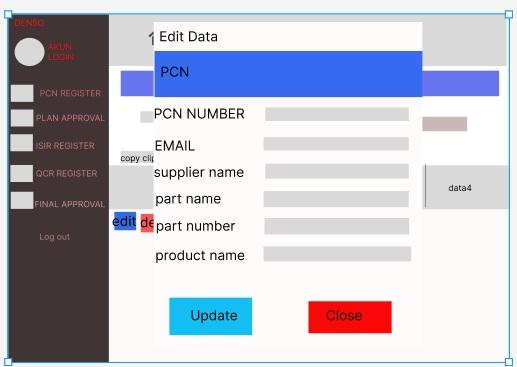 DENSO
AKUN
LOGIN
PCN REGISTER
PLAN APPROVAL
ISIR REGISTER
QCR REGISTER
FINAL APPROVAL
Log out
copy clip
edit
de
data4
Edit Data
PCN
PCN NUMBER
EMAIL
supplier name
part name
part number
product name
Update
Close